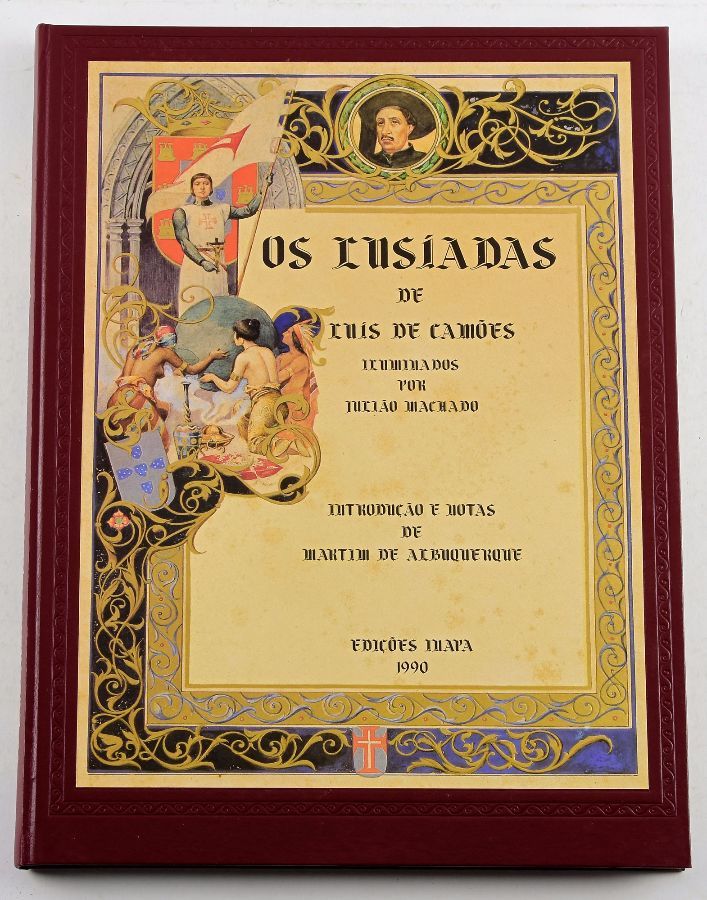 OS LUSÍADAS
DE
LUÍS DE CAMÕES
ILUMINADOS
POR
JULIÃO MACHADO
INTRODUÇÃO E NOTAS
DE
MARTIM DE ALBUQUERQUE
EDIÇÕES INAPA
1990